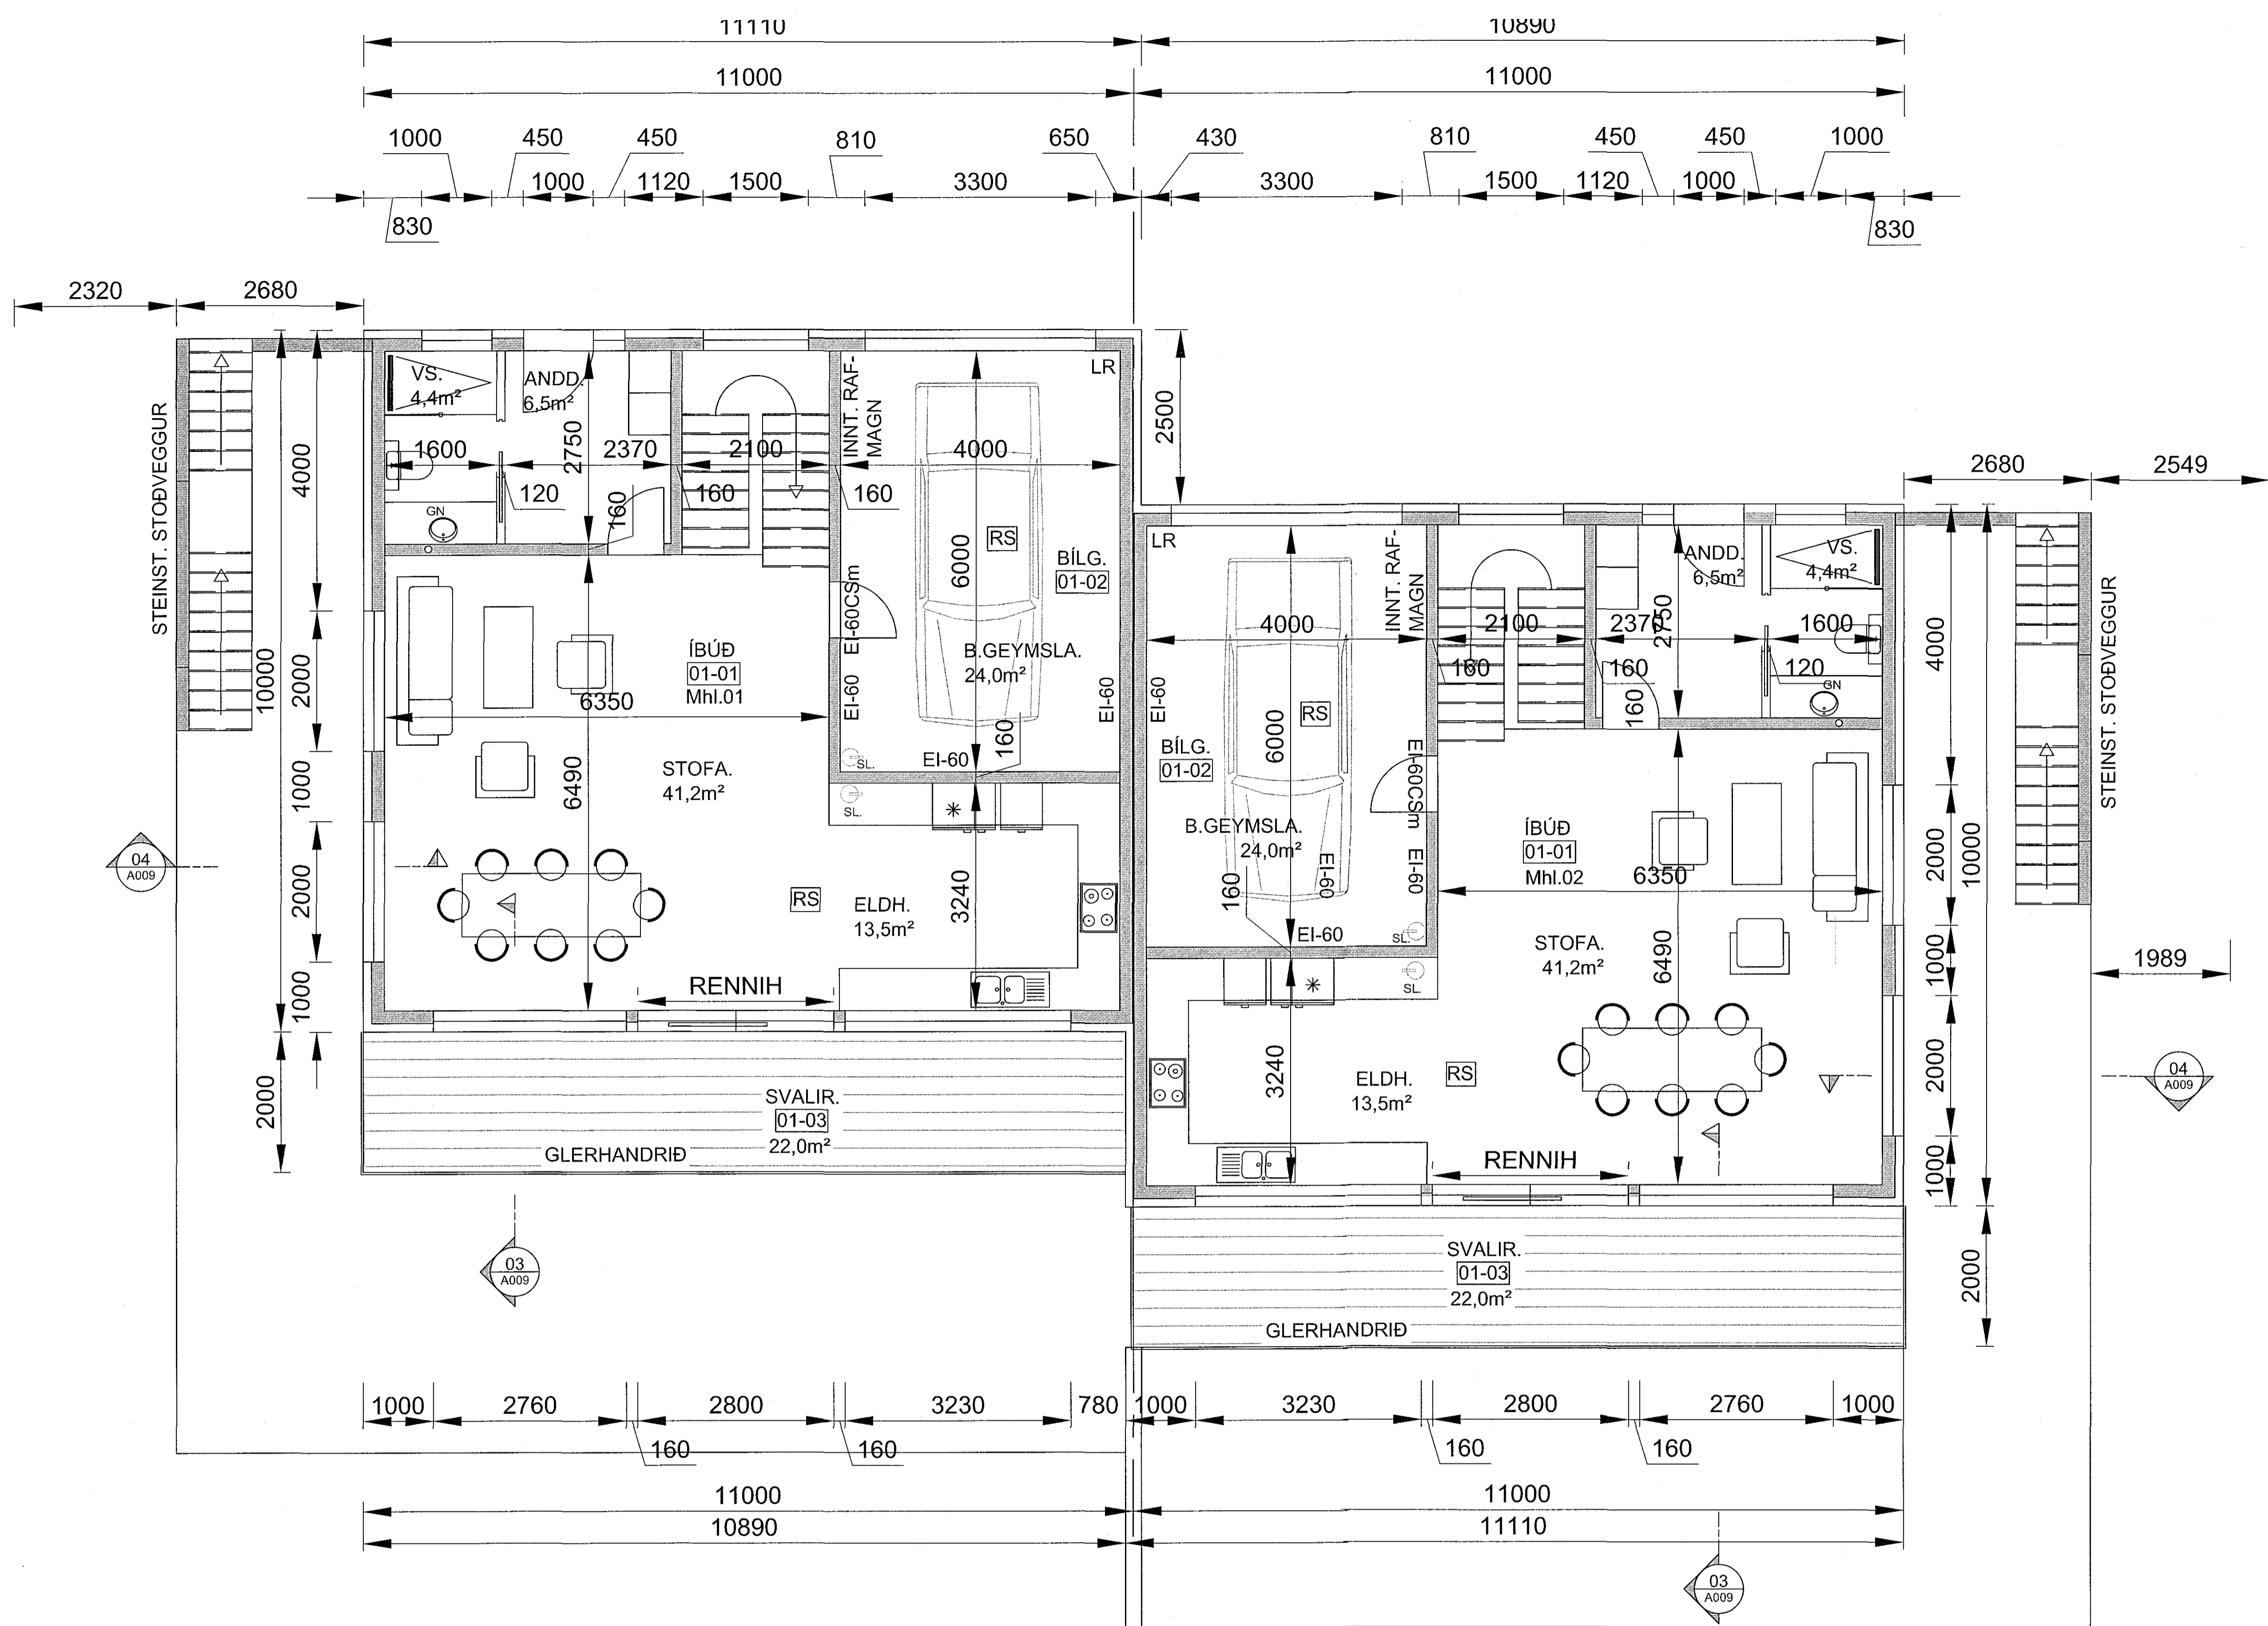 11110 10890
11000 11000
1000 450 450 810 650 430 810 450 450 1000
1000 1120 1500 3300 3300 1500 1120 1000
830 830
2320 2680
VS.
4,4m²
ANDD.
6,5m²
INNT. RAF-
MAGN
LR
2500
STEINST. STOÐVEGGUR
10000
4000
2000
1000
2000
1000
2000
1600 2750 2370 2100 4000
120 160 160 160
GN
6000
RS
BÍLG.
01-02
EI-60CSm
B.GEYMSLA.
24,0m²
EI-60
EI-60
160
EI-60
SL.
SL.
ÍBÚÐ
01-01
Mhl.01
6350
6490
STOFA.
41,2m²
RS
ELDH.
13,5m²
3240
RENNIH
SVALIR.
01-03
22,0m²
GLERHANDRIÐ
04
A009
03
A009
2680 2549
LR
INNT. RAF-
MAGN
ANDD.
6,5m²
VS.
4,4m²
4000 2100 2370 2750 1600
160 160 120
160
GN
STEINST. STOÐVEGGUR
4000
10000
2000
1000
2000
1000
2000
1989
EI-60
RS
6000
BÍLG.
01-02
EI-60CSm
B.GEYMSLA.
24,0m²
EI-60
EI-60
160
EI-60
SL.
SL.
ÍBÚÐ
01-01
Mhl.02
6350
6490
STOFA.
41,2m²
RS
ELDH.
13,5m²
3240
RENNIH
SVALIR.
01-03
22,0m²
GLERHANDRIÐ
04
A009
1000 2760 2800 3230 780 1000 3230 2800 2760 1000
160 160 160 160
11000 11000
10890 11110
03
A009